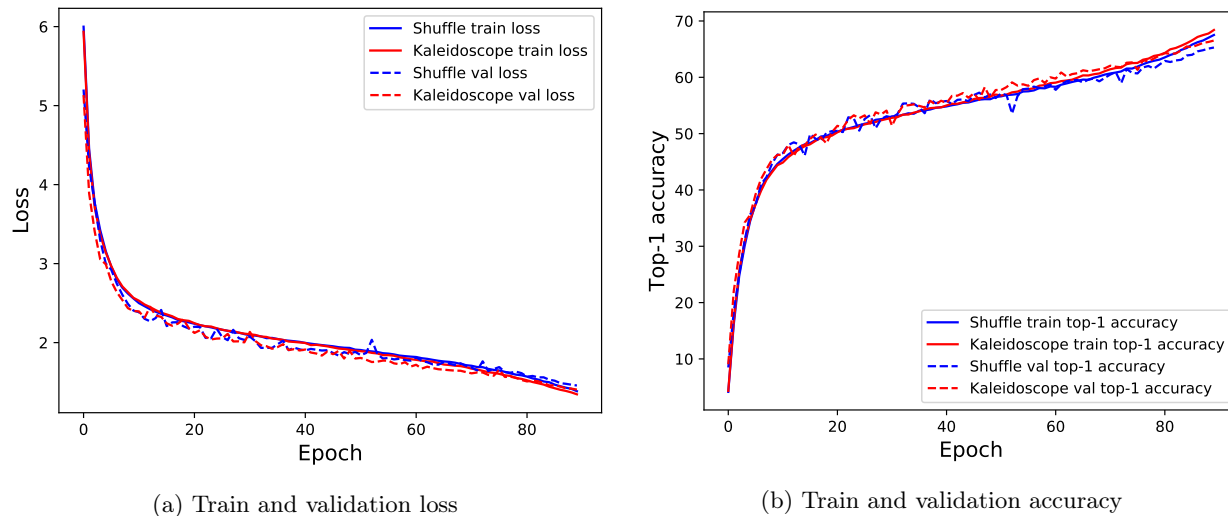 6
5
4
3
2
Loss
0
20
40
60
80
Epoch
Shuffle train loss
Kaleidoscope train loss
Shuffle val loss
Kaleidoscope val loss
(a) Train and validation loss
70
60
50
40
30
20
10
Top-1 accuracy
0
20
40
60
80
Epoch
Shuffle train top-1 accuracy
Kaleidoscope train top-1 accuracy
Shuffle val top-1 accuracy
Kaleidoscope val top-1 accuracy
(b) Train and validation accuracy